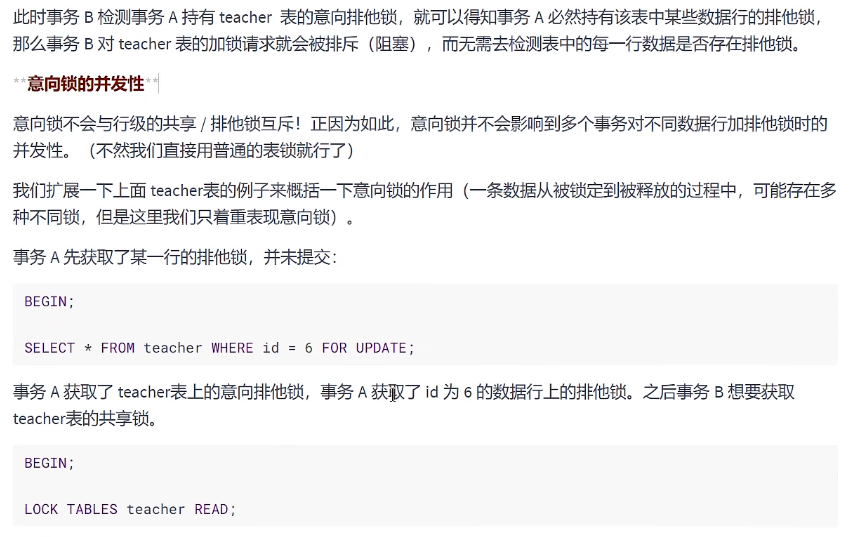 此时事务 B 检测事务 A 持有 teacher 表的意向排他锁，就可以得知事务 A 必然持有该表中某些数据行的排他锁，
那么事务 B 对 teacher 表的加锁请求就会被排斥（阻塞），而无需去检测表中的每一行数据是否存在排他锁。
**意向锁的并发性**
意向锁不会与行级的共享 / 排他锁互斥！正因为如此，意向锁并不会影响到多个事务对不同数据行加排他锁时的
并发性。（不然我们直接用普通的表锁就行了）
我们扩展一下上面 teacher表的例子来概括一下意向锁的作用（一条数据从被锁定到被释放的过程中，可能存在多
种不同锁，但是这里我们只着重表现意向锁）。
事务 A 先获取了某一行的排他锁，并未提交：
BEGIN;
SELECT * FROM teacher WHERE id = 6 FOR UPDATE;
事务 A 获取了 teacher表上的意向排他锁，事务 A 获取了 id 为 6 的数据行上的排他锁。之后事务 B 想要获取
teacher表的共享锁。
BEGIN;
LOCK TABLES teacher READ;